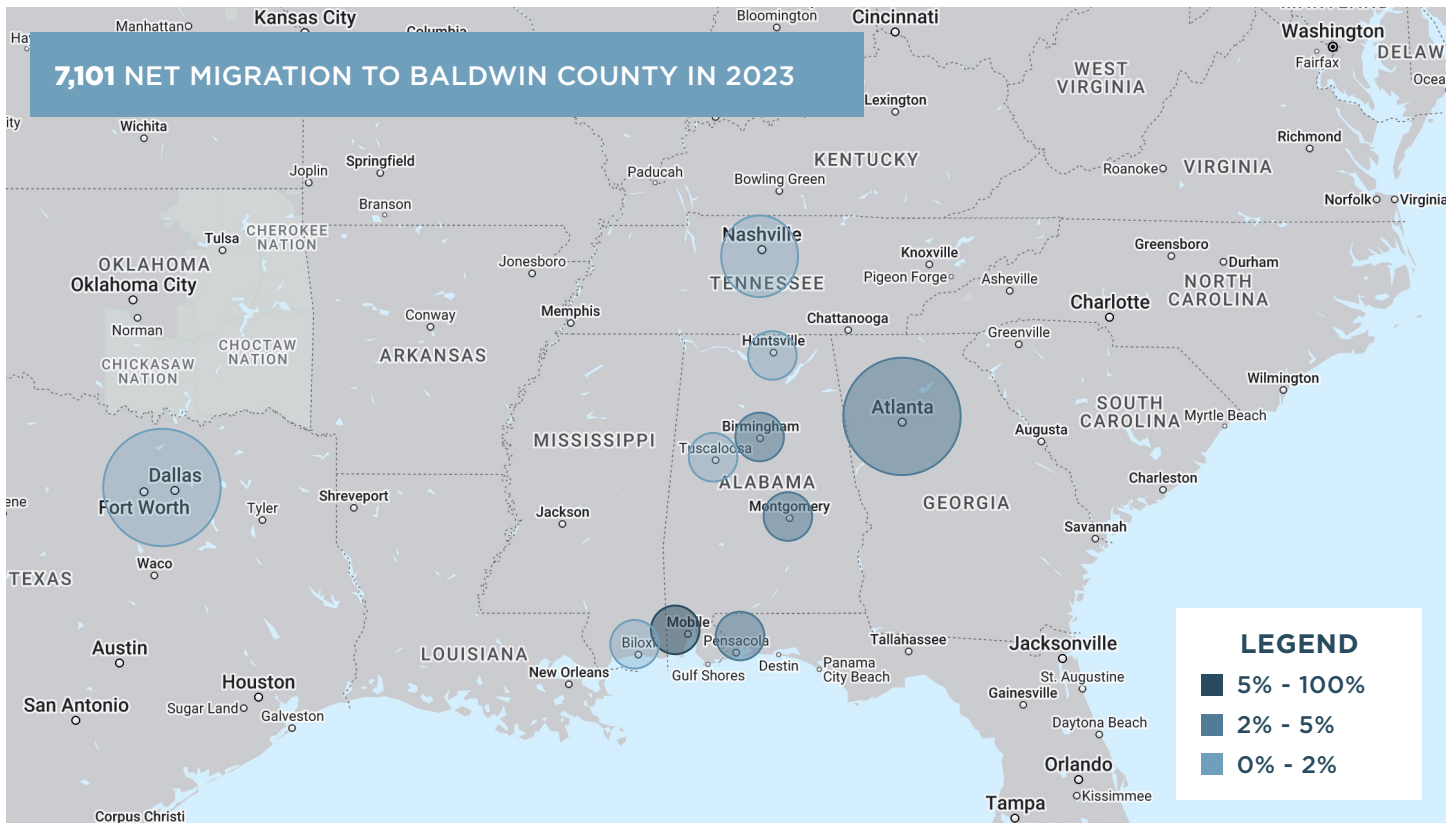 Manhattan
Kansas City
Columbia
Bloomington
Cincinnati
Washington
Fairfax
DELAW
Ocea
7,101 NET MIGRATION TO BALDWIN COUNTY IN 2023
WEST
VIRGINIA
Lexington
ity
Wichita
Richmond
Joplin
Springfield
Paducah
KENTUCKY
Bowling Green
Roanoke
VIRGINIA
Branson
Norfolk
Virginia
Tulsa
CHEROKEE
NATION
Nashville
Knoxville
Greensboro
Durham
OKLAHOMA
Oklahoma City
Jonesboro
TENNESSEE
Pigeon Forge
Asheville
NORTH
CAROLINA
Norman
Conway
Memphis
Chattanooga
Charlotte
CHOCTAW
NATION
ARKANSAS
Huntsville
Greenville
CHICKASAW
NATION
Wilmington
Atlanta
SOUTH
CAROLINA
Myrtle Beach
MISSISSIPPI
Birmingham
Tuscaloosa
Augusta
Dallas
Fort Worth
ALABAMA
Charleston
ene
Tyler
Shreveport
Jackson
Montgomery
GEORGIA
Savannah
Waco
TEXAS
Austin
LOUISIANA
Biloxi
Mobile
Pensacola
Tallahassee
Jacksonville
New Orleans
Gulf Shores
Destin
Panama
City Beach
St. Augustine
Gainesville
Houston
San Antonio
Sugar Land
Galveston
Daytona Beach
Orlando
Kissimmee
Tampa
Corpus Christi
LEGEND
5% - 100%
2% - 5%
0% - 2%